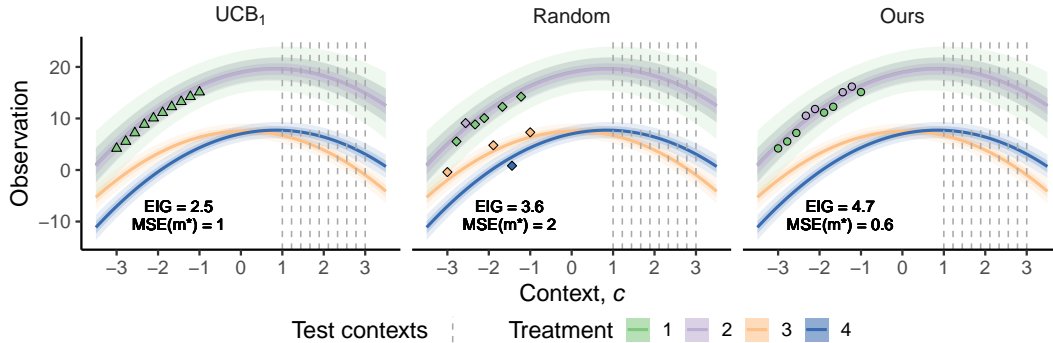 UCB₁
Random
Ours
Observation
20
10
0
−10
EIG = 2.5
MSE(m*) = 1
EIG = 3.6
MSE(m*) = 2
EIG = 4.7
MSE(m*) = 0.6
−3 −2 −1 0 1 2 3
−3 −2 −1 0 1 2 3
−3 −2 −1 0 1 2 3
Context, c
Test contexts
Treatment 1 2 3 4